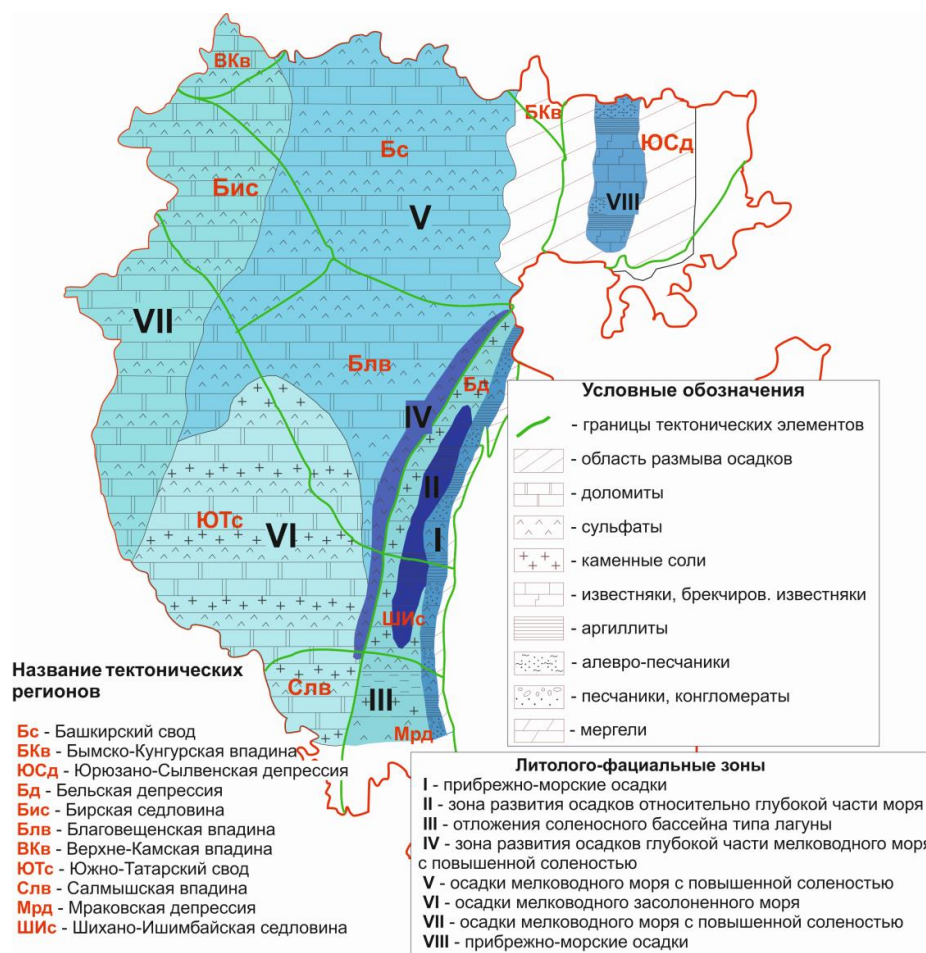 ВКв
БКв
Бс
ЮСд
Бис
V
VIII
VII
Блв
Бд
IV
II
ЮТс
VI
I
ШИс
Слв
III
Мрд
Условные обозначения
- границы тектонических элементов
- область размыва осадков
- доломиты
- сульфаты
- каменные соли
- известняки, брекчиров. известняки
- аргиллиты
- алевро-песчаники
- песчаники, конгломераты
- мергели
Название тектонических
регионов
Бс - Башкирский свод
БКв - Бымско-Кунгурская впадина
ЮСд - Юрюзано-Сылвенская депрессия
Бд - Бельская депрессия
Бис - Бирская седловина
Блв - Благовещенская впадина
ВКв - Верхне-Камская впадина
ЮТс - Южно-Татарский свод
Слв - Салмышская впадина
Мрд - Мраковская депрессия
ШИс - Шихано-Ишимбайская седловина
Литолого-фациальные зоны
I - прибрежно-морские осадки
II - зона развития осадков относительно глубокой части моря
III - отложения соленосного бассейна типа лагуны
IV - зона развития осадков глубокой части мелководного моря
с повышенной соленостью
V - осадки мелководного моря с повышенной соленостью
VI - осадки мелководного засолоненного моря
VII - осадки мелководного моря с повышенной соленостью
VIII - прибрежно-морские осадки